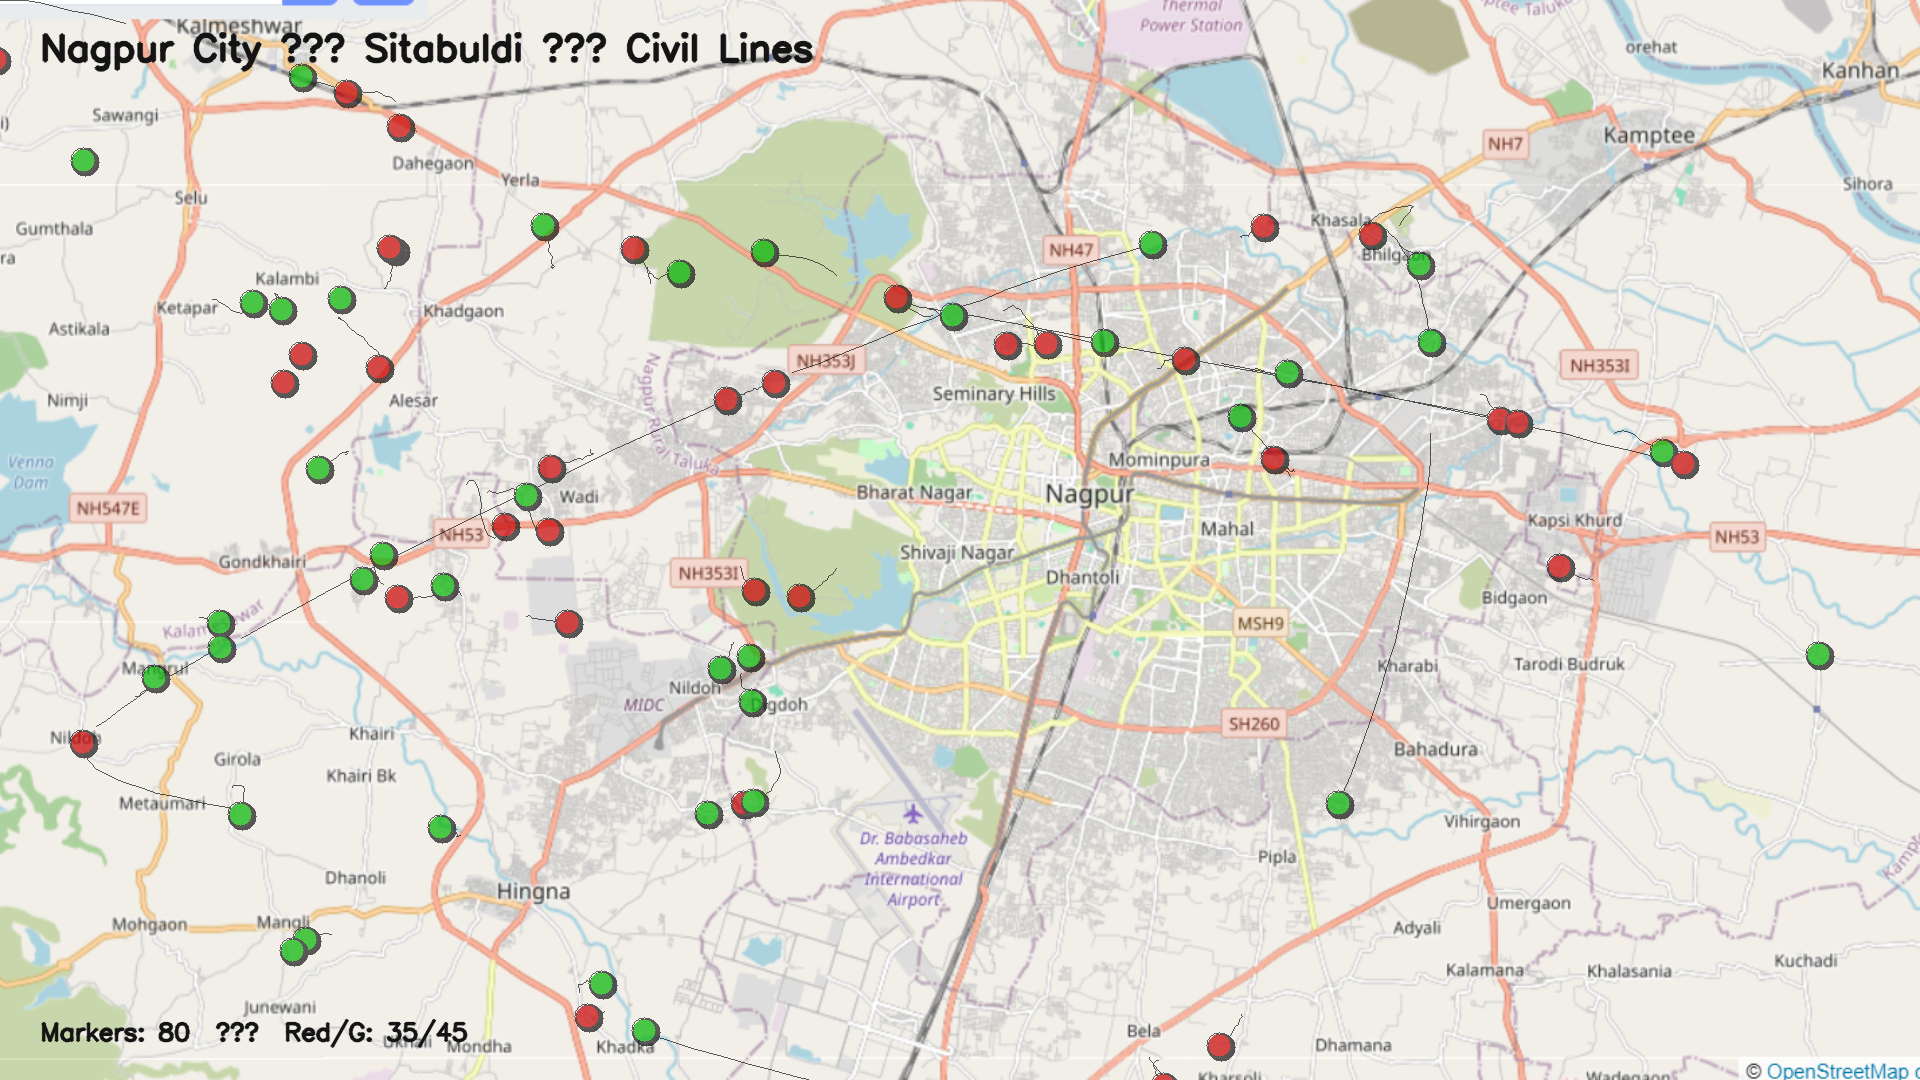 Kalmeshwar
Nagpur City ??? Sitabuldi ??? Civil Lines
Thermal
Power Station
orehat
Kanhan
Sawangi
i)
NH7
Kamptee
Dahegaon
Yerla
Selu
Sihora
Gumthala
Khasala
NH47
Bhilgaon
ra
Kalambi
Ketapar
Khadgaon
Astikala
NH353J
NH353I
Nagpur Rural Taluka
Seminary Hills
Nimji
Alesar
Mominpura
Venna
Dam
Wadi
Bharat Nagar
Nagpur
NH547E
NH53
Mahal
Kapsi Khurd
NH53
Gondkhairi
Shivaji Nagar
NH353I
Dhantoli
Bidgaon
Kalameshwar
MSH9
Mangrul
Kharabi
Tarodi Budruk
Nildoh
MIDC
Digdoh
SH260
Nildoh
Khairi
Bahadura
Girola
Khairi Bk
Metaumari
Vihirgaon
Dr. Babasaheb
Ambedkar
International
Airport
Pipla
Dhanoli
Hingna
Umergaon
Mohgaon
Mangli
Adyali
Kuchadi
Kalamana
Khalasania
Junewani
Markers: 80 ??? Red/G: 35/45
Mondha
Khadka
Bela
Dhamana
Kharsoli
Wadegaon
© OpenStreetMap c